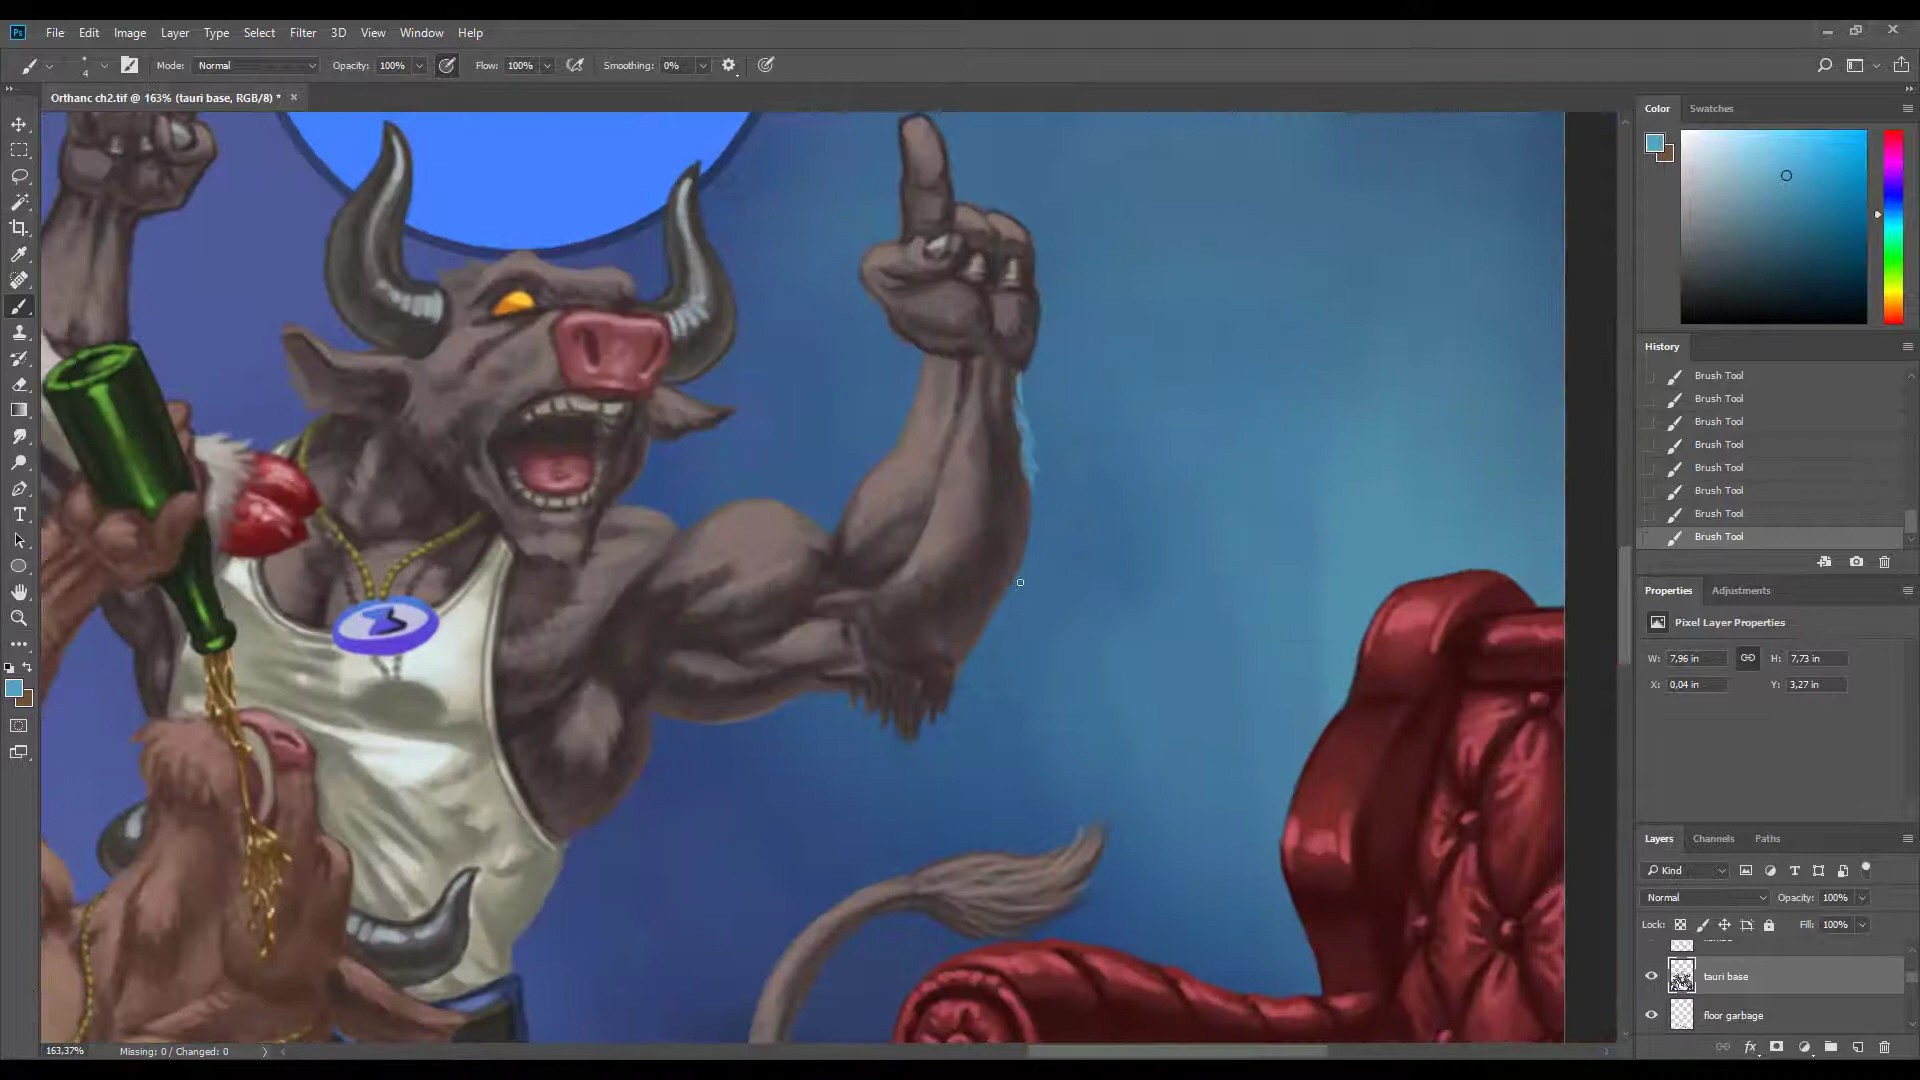 Ps File Edit Image Layer Type Select Filter 3D View Window Help
4 Mode: Normal Opacity: 100% Flow: 100% Smoothing: 0%
Orthanc ch2.tif @ 163% (tauri base, RGB/8) *
Color Swatches
History
Brush Tool
Brush Tool
Brush Tool
Brush Tool
Brush Tool
Brush Tool
Brush Tool
Brush Tool
Properties Adjustments
Pixel Layer Properties
W: 7,96 in H: 7,73 in
X: 0,04 in Y: 3,27 in
Layers Channels Paths
Kind
Normal Opacity: 100%
Lock: Fill: 100%
tauri base
floor garbage
fx
163,37% Missing: 0 / Changed: 0